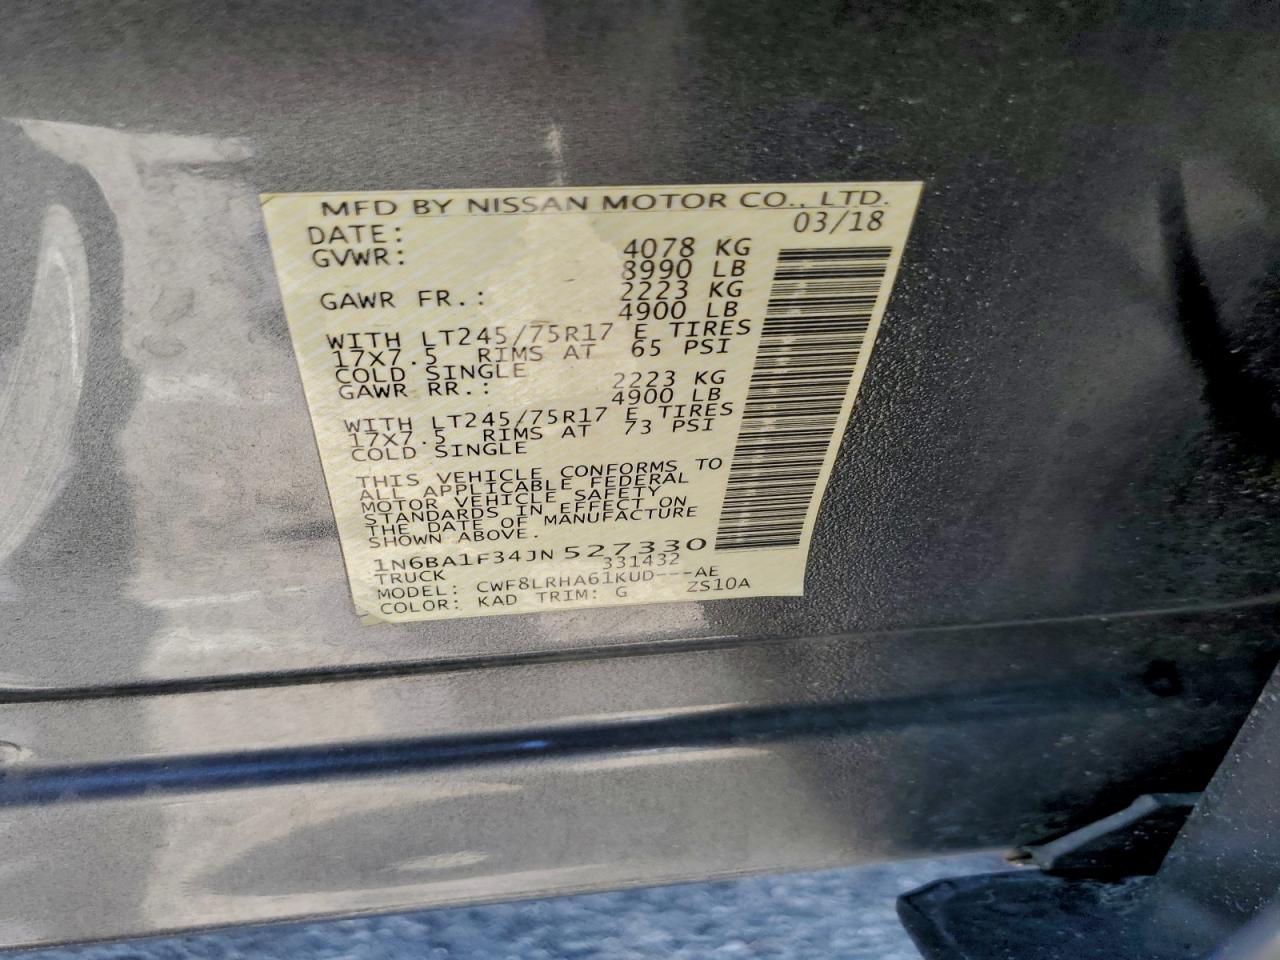 MFD BY NISSAN MOTOR CO., LTD.
DATE: 03/18
GVWR: 4078 KG
8990 LB
GAWR FR.: 2223 KG
4900 LB
WITH LT245/75R17 E TIRES
17X7.5 RIMS AT 65 PSI
COLD SINGLE
GAWR RR.: 2223 KG
4900 LB
WITH LT245/75R17 E TIRES
17X7.5 RIMS AT 73 PSI
COLD SINGLE
THIS VEHICLE CONFORMS TO
ALL APPLICABLE FEDERAL
MOTOR VEHICLE SAFETY
STANDARDS IN EFFECT ON
THE DATE OF MANUFACTURE
SHOWN ABOVE.
1N6BA1F34JN527330
TRUCK 331432
MODEL: CWF8LRHA61KUD---AE
COLOR: KAD TRIM: G ZS10A